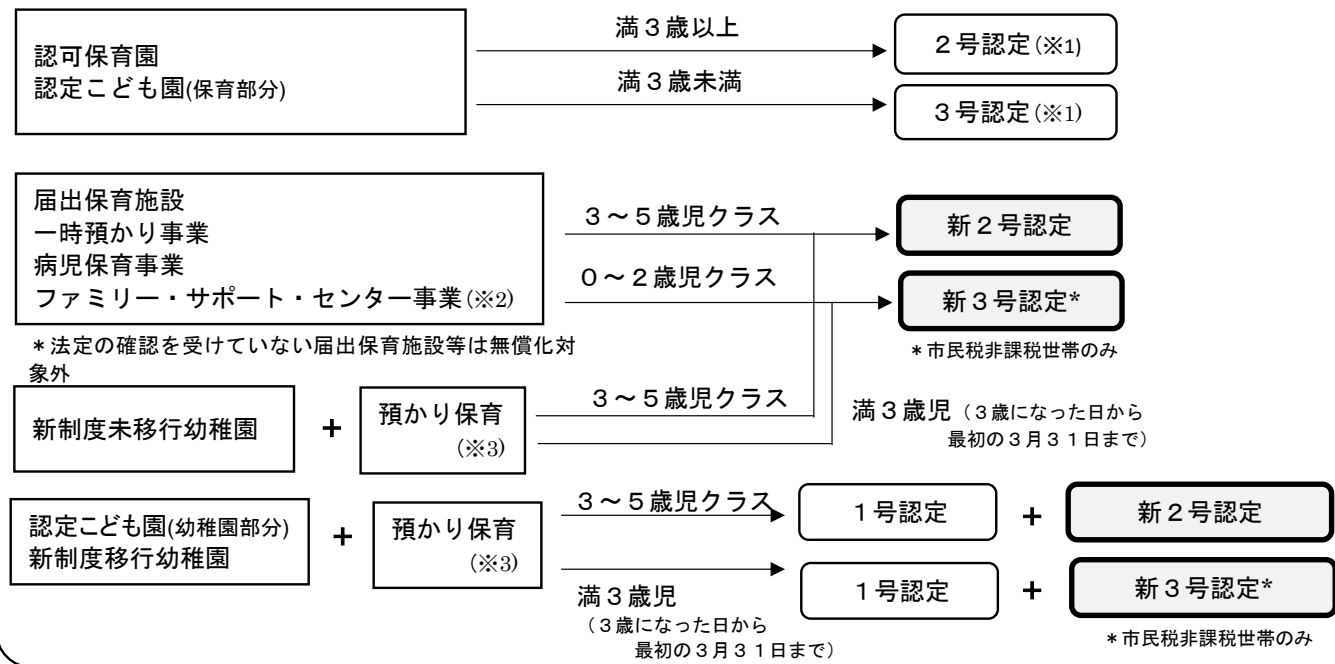 認可保育園
認定こども園(保育部分)
満３歳以上
２号認定(※1)
満３歳未満
３号認定(※1)
届出保育施設
一時預かり事業
病児保育事業
ファミリー・サポート・センター事業(※2)
３～５歳児クラス
新２号認定
０～２歳児クラス
新３号認定*
＊法定の確認を受けていない届出保育施設等は無償化対
象外
＊市民税非課税世帯のみ
新制度未移行幼稚園
＋
預かり保育
(※3)
３～５歳児クラス
満３歳児（３歳になった日から
最初の３月３１日まで）
認定こども園(幼稚園部分)
新制度移行幼稚園
＋
預かり保育
(※3)
３～５歳児クラス
１号認定
＋
新２号認定
満３歳児
（３歳になった日から
最初の３月３１日まで）
１号認定
＋
新３号認定*
＊市民税非課税世帯のみ